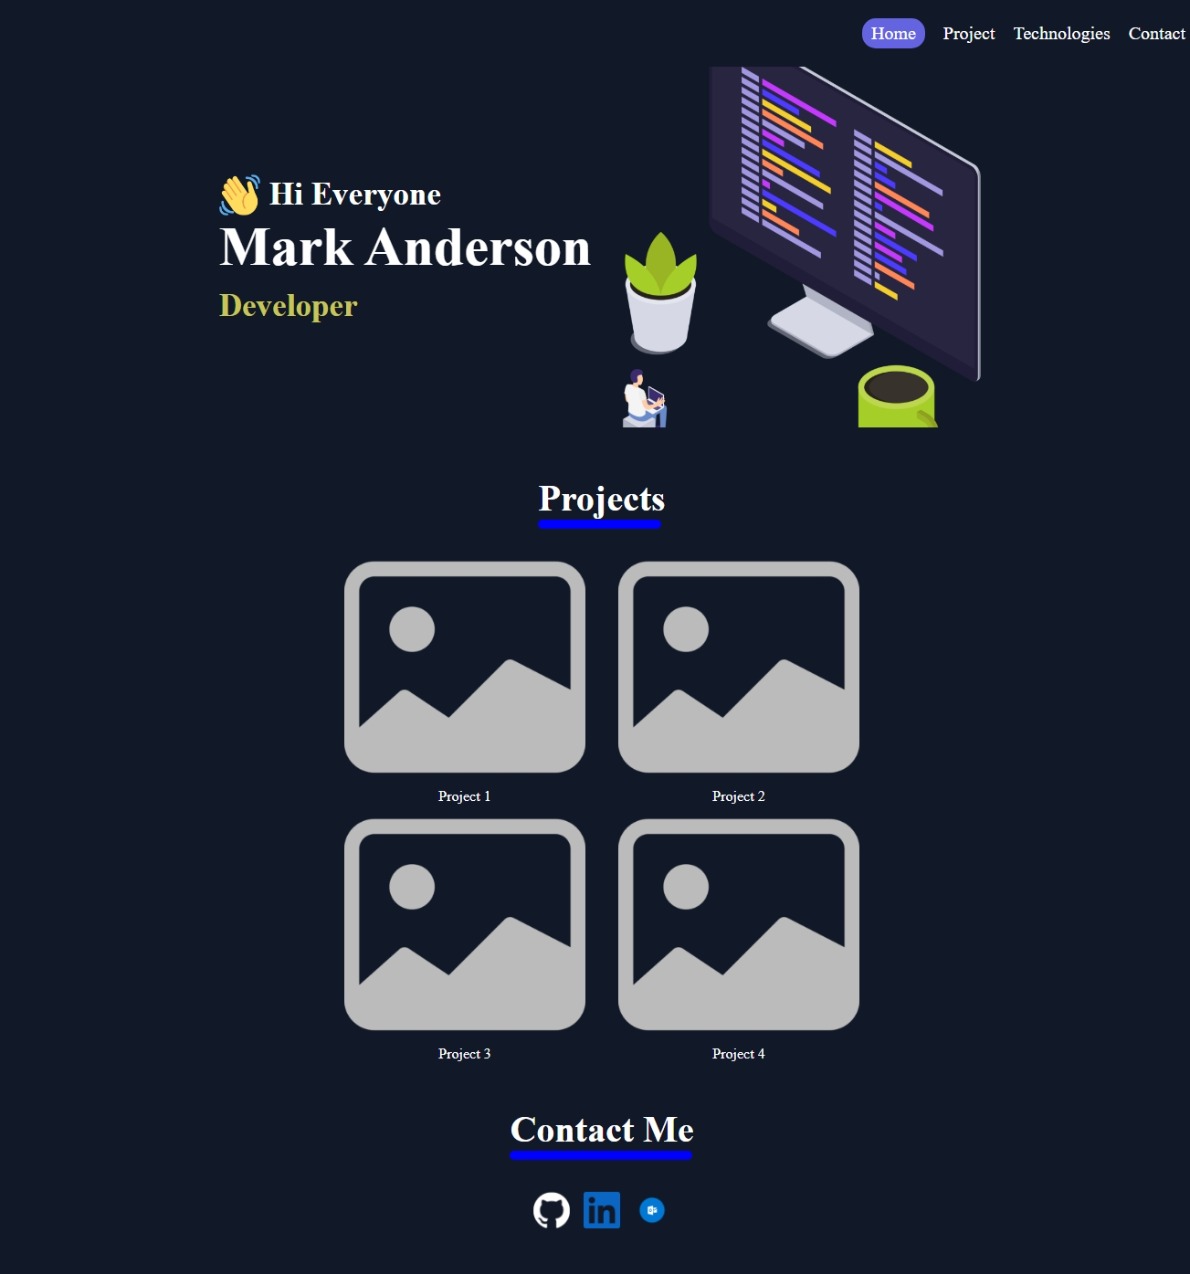 Home Project Technologies Contact
Hi Everyone
Mark Anderson
Developer
Projects
Project 1 Project 2
Project 3 Project 4
Contact Me
in